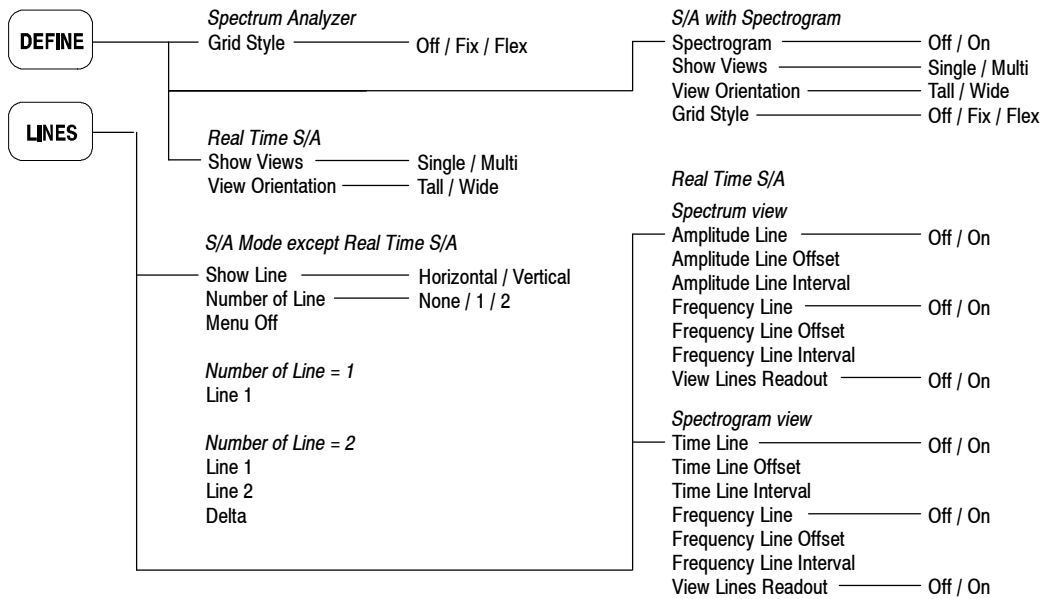 DEFINE
Spectrum Analyzer
Grid Style Off / Fix / Flex
S/A with Spectrogram
Spectrogram Off / On
Show Views Single / Multi
View Orientation Tall / Wide
Grid Style Off / Fix / Flex
Real Time S/A
Show Views Single / Multi
View Orientation Tall / Wide
LINES
S/A Mode except Real Time S/A
Show Line Horizontal / Vertical
Number of Line None / 1 / 2
Menu Off
Number of Line = 1
Line 1
Number of Line = 2
Line 1
Line 2
Delta
Real Time S/A
Spectrum view
Amplitude Line Off / On
Amplitude Line Offset
Amplitude Line Interval
Frequency Line Off / On
Frequency Line Offset
Frequency Line Interval
View Lines Readout Off / On
Spectrogram view
Time Line Off / On
Time Line Offset
Time Line Interval
Frequency Line Off / On
Frequency Line Offset
Frequency Line Interval
View Lines Readout Off / On